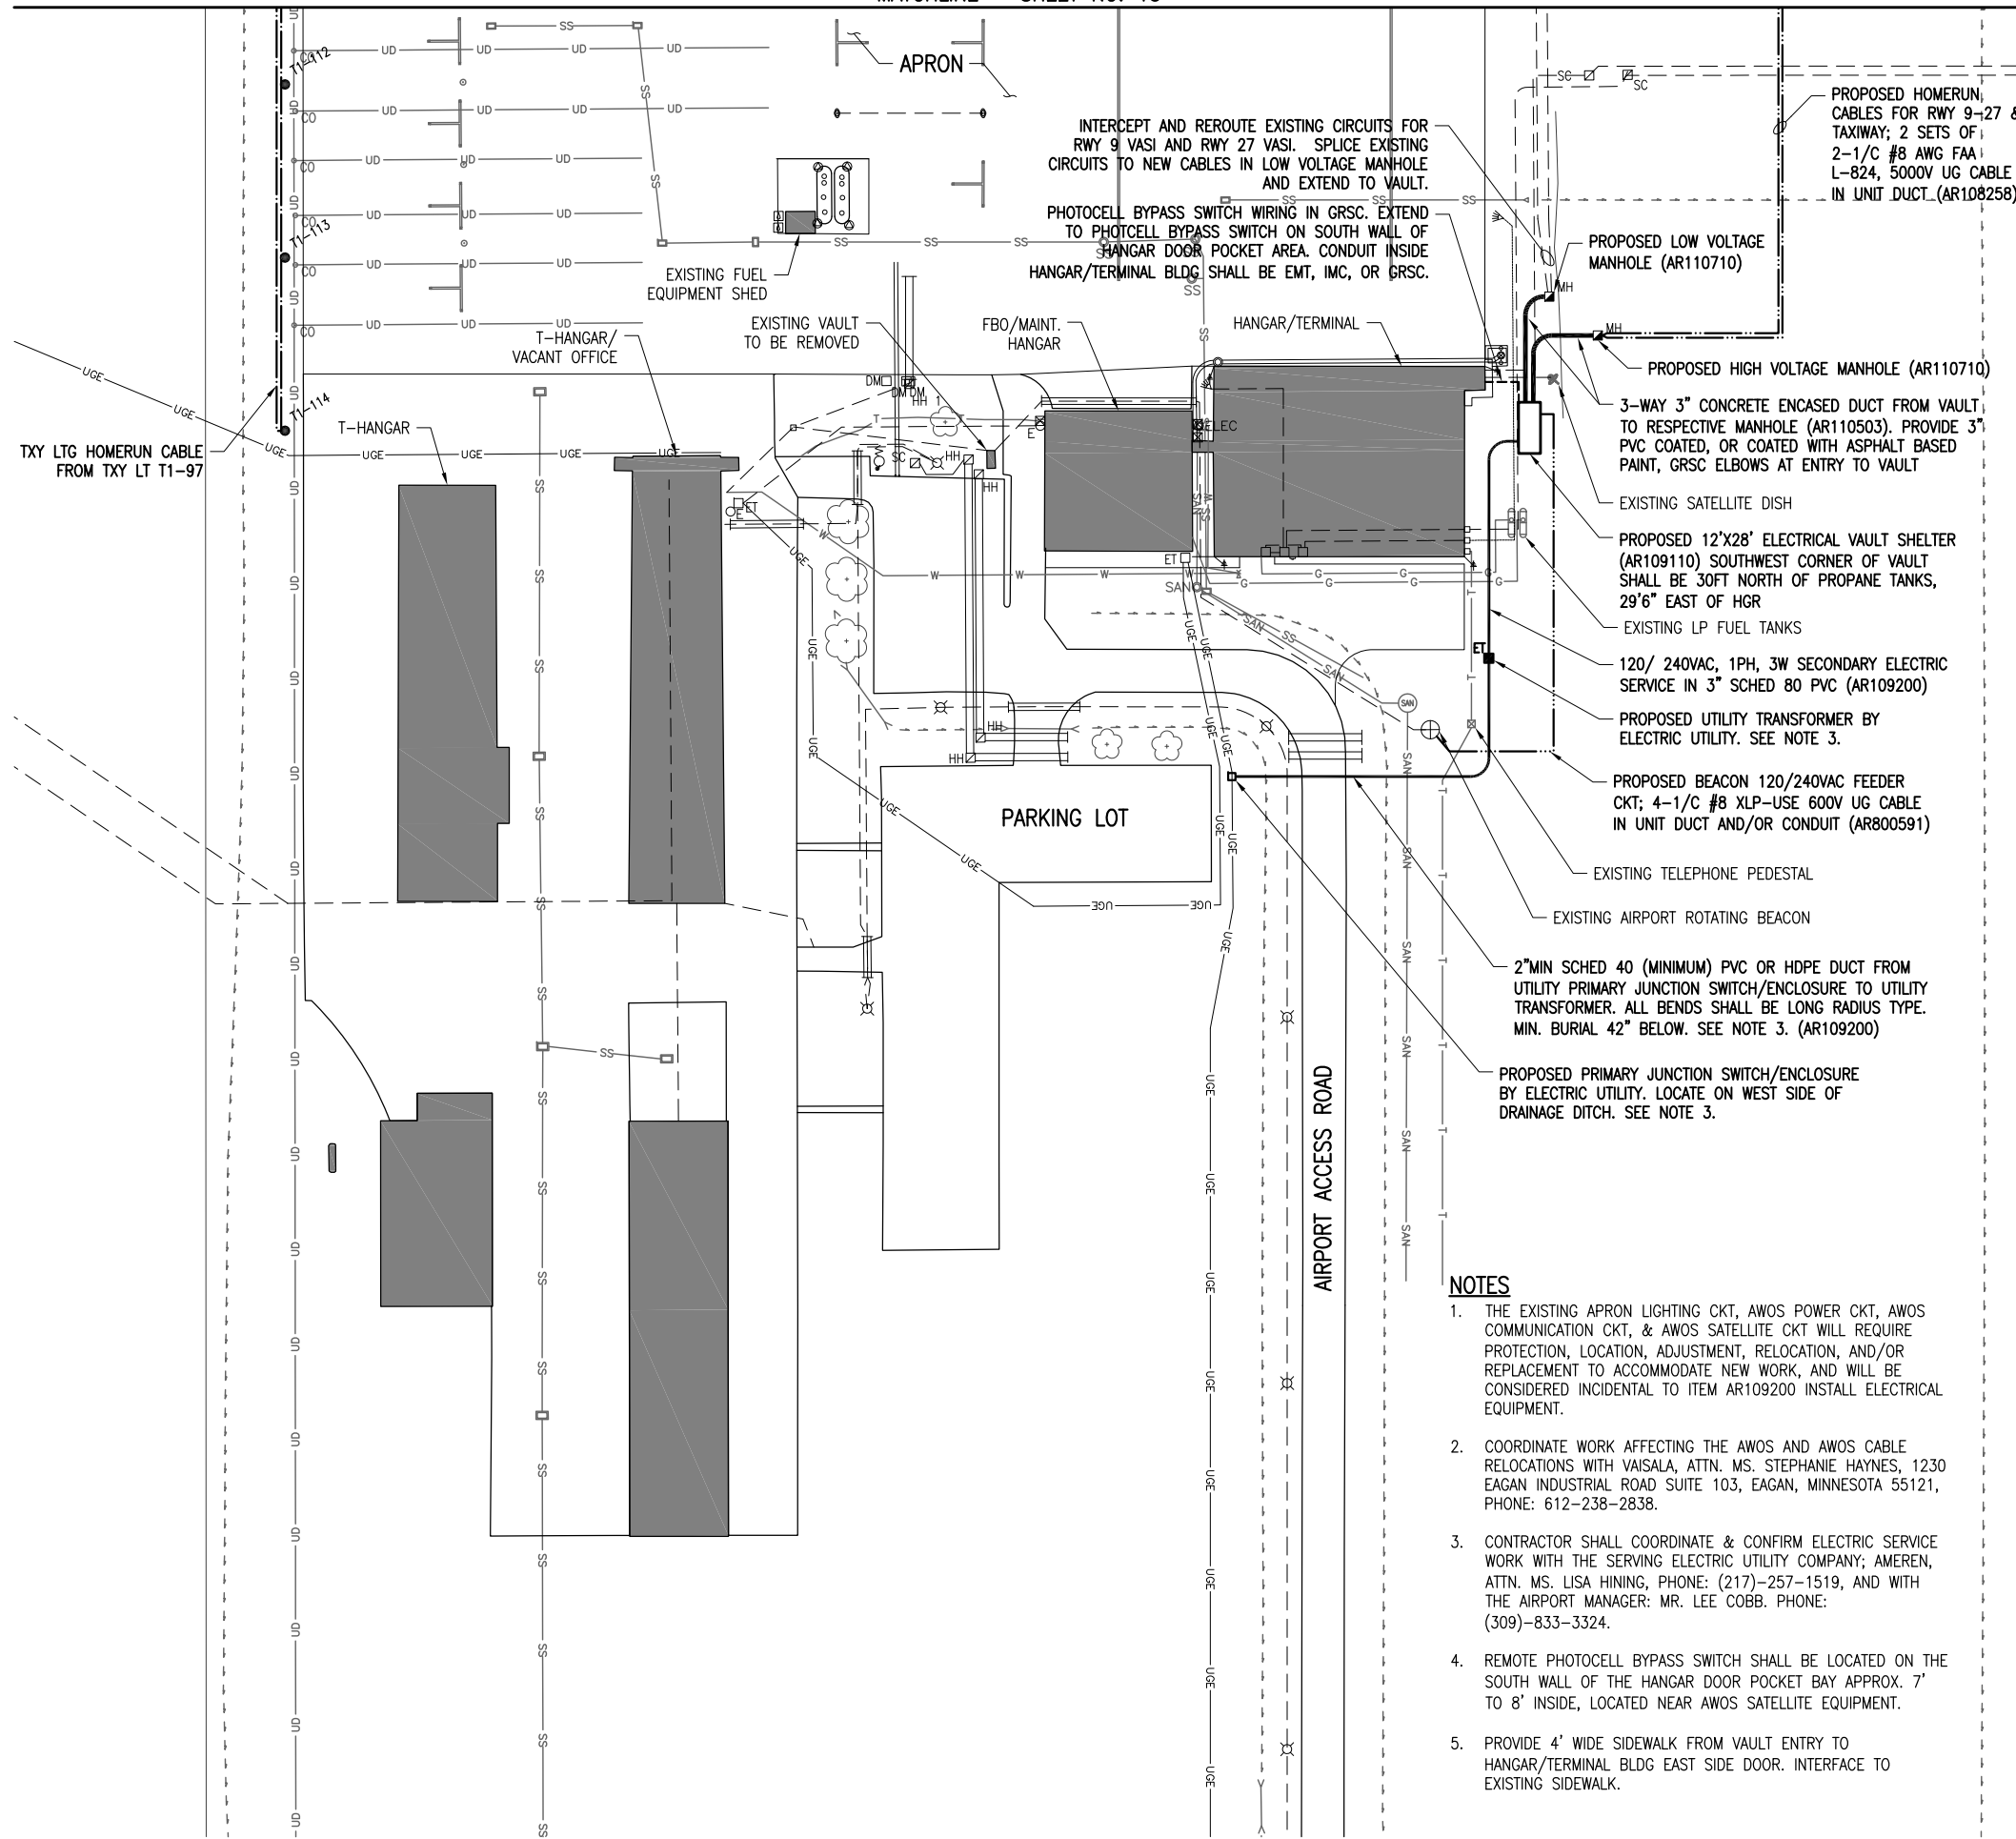 APRON
INTERCEPT AND REROUTE EXISTING CIRCUITS FOR
RWY 9 VASI AND RWY 27 VASI. SPLICE EXISTING
CIRCUITS TO NEW CABLES IN LOW VOLTAGE MANHOLE
AND EXTEND TO VAULT.
PHOTOCELL BYPASS SWITCH WIRING IN GRSC. EXTEND
TO PHOTCELL BYPASS SWITCH ON SOUTH WALL OF
HANGAR DOOR POCKET AREA. CONDUIT INSIDE
HANGAR/TERMINAL BLDG SHALL BE EMT, IMC, OR GRSC.
PROPOSED HOMERUN
CABLES FOR RWY 9-27 &
TAXIWAY; 2 SETS OF
2-1/C #8 AWG FAA
L-824, 5000V UG CABLE
IN UNIT DUCT (AR108258)
PROPOSED LOW VOLTAGE
MANHOLE (AR110710)
MH
MH
EXISTING FUEL
EQUIPMENT SHED
T-HANGAR/
VACANT OFFICE
EXISTING VAULT
TO BE REMOVED
FBO/MAINT.
HANGAR
HANGAR/TERMINAL
PROPOSED HIGH VOLTAGE MANHOLE (AR110710)
3-WAY 3" CONCRETE ENCASED DUCT FROM VAULT
TO RESPECTIVE MANHOLE (AR110503). PROVIDE 3"
PVC COATED, OR COATED WITH ASPHALT BASED
PAINT, GRSC ELBOWS AT ENTRY TO VAULT
T1-112
T1-113
T1-114
T-HANGAR
TXY LTG HOMERUN CABLE
FROM TXY LT T1-97
EXISTING SATELLITE DISH
PROPOSED 12'X28' ELECTRICAL VAULT SHELTER
(AR109110) SOUTHWEST CORNER OF VAULT
SHALL BE 30FT NORTH OF PROPANE TANKS,
29'6" EAST OF HGR
EXISTING LP FUEL TANKS
ET
120/ 240VAC, 1PH, 3W SECONDARY ELECTRIC
SERVICE IN 3" SCHED 80 PVC (AR109200)
PROPOSED UTILITY TRANSFORMER BY
ELECTRIC UTILITY. SEE NOTE 3.
PROPOSED BEACON 120/240VAC FEEDER
CKT; 4-1/C #8 XLP-USE 600V UG CABLE
IN UNIT DUCT AND/OR CONDUIT (AR800591)
PARKING LOT
EXISTING TELEPHONE PEDESTAL
EXISTING AIRPORT ROTATING BEACON
2"MIN SCHED 40 (MINIMUM) PVC OR HDPE DUCT FROM
UTILITY PRIMARY JUNCTION SWITCH/ENCLOSURE TO UTILITY
TRANSFORMER. ALL BENDS SHALL BE LONG RADIUS TYPE.
MIN. BURIAL 42" BELOW. SEE NOTE 3. (AR109200)
PROPOSED PRIMARY JUNCTION SWITCH/ENCLOSURE
BY ELECTRIC UTILITY. LOCATE ON WEST SIDE OF
DRAINAGE DITCH. SEE NOTE 3.
AIRPORT ACCESS ROAD
NOTES
1. THE EXISTING APRON LIGHTING CKT, AWOS POWER CKT, AWOS
COMMUNICATION CKT, & AWOS SATELLITE CKT WILL REQUIRE
PROTECTION, LOCATION, ADJUSTMENT, RELOCATION, AND/OR
REPLACEMENT TO ACCOMMODATE NEW WORK, AND WILL BE
CONSIDERED INCIDENTAL TO ITEM AR109200 INSTALL ELECTRICAL
EQUIPMENT.
2. COORDINATE WORK AFFECTING THE AWOS AND AWOS CABLE
RELOCATIONS WITH VAISALA, ATTN. MS. STEPHANIE HAYNES, 1230
EAGAN INDUSTRIAL ROAD SUITE 103, EAGAN, MINNESOTA 55121,
PHONE: 612-238-2838.
3. CONTRACTOR SHALL COORDINATE & CONFIRM ELECTRIC SERVICE
WORK WITH THE SERVING ELECTRIC UTILITY COMPANY; AMEREN,
ATTN. MS. LISA HINING, PHONE: (217)-257-1519, AND WITH
THE AIRPORT MANAGER: MR. LEE COBB. PHONE:
(309)-833-3324.
4. REMOTE PHOTOCELL BYPASS SWITCH SHALL BE LOCATED ON THE
SOUTH WALL OF THE HANGAR DOOR POCKET BAY APPROX. 7'
TO 8' INSIDE, LOCATED NEAR AWOS SATELLITE EQUIPMENT.
5. PROVIDE 4' WIDE SIDEWALK FROM VAULT ENTRY TO
HANGAR/TERMINAL BLDG EAST SIDE DOOR. INTERFACE TO
EXISTING SIDEWALK.